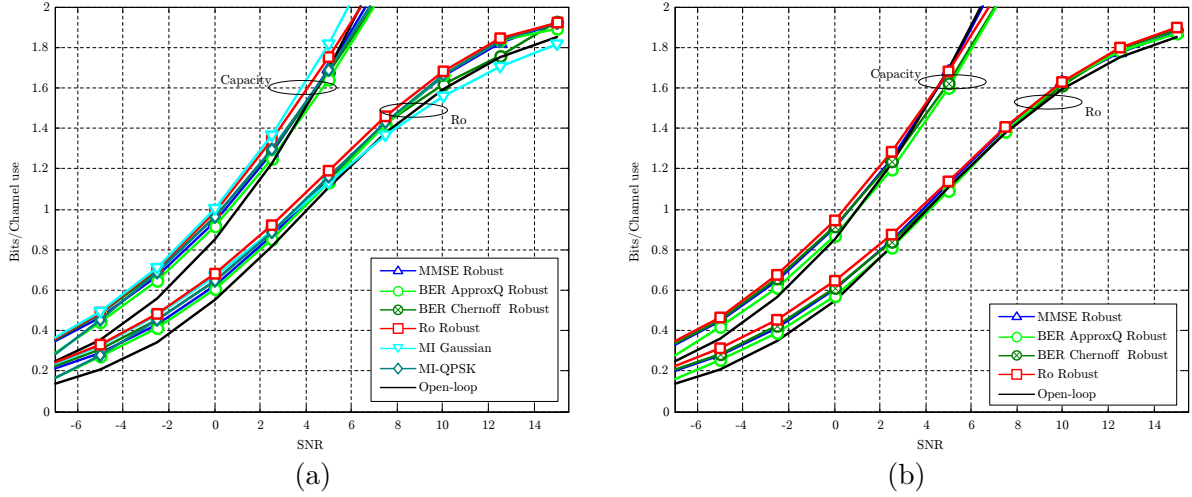 2
1.8
1.6
1.4
1.2
1
0.8
0.6
0.4
0.2
0
Bits/Channel use
-6
-4
-2
0
2
4
6
8
10
12
14
SNR
Capacity
Ro
MMSE Robust
BER ApproxQ Robust
BER Chernoff Robust
Ro Robust
MI Gaussian
MI-QPSK
Open-loop
(a)
2
1.8
1.6
1.4
1.2
1
0.8
0.6
0.4
0.2
0
Bits/Channel use
-6
-4
-2
0
2
4
6
8
10
12
14
SNR
Capacity
Ro
MMSE Robust
BER ApproxQ Robust
BER Chernoff Robust
Ro Robust
Open-loop
(b)